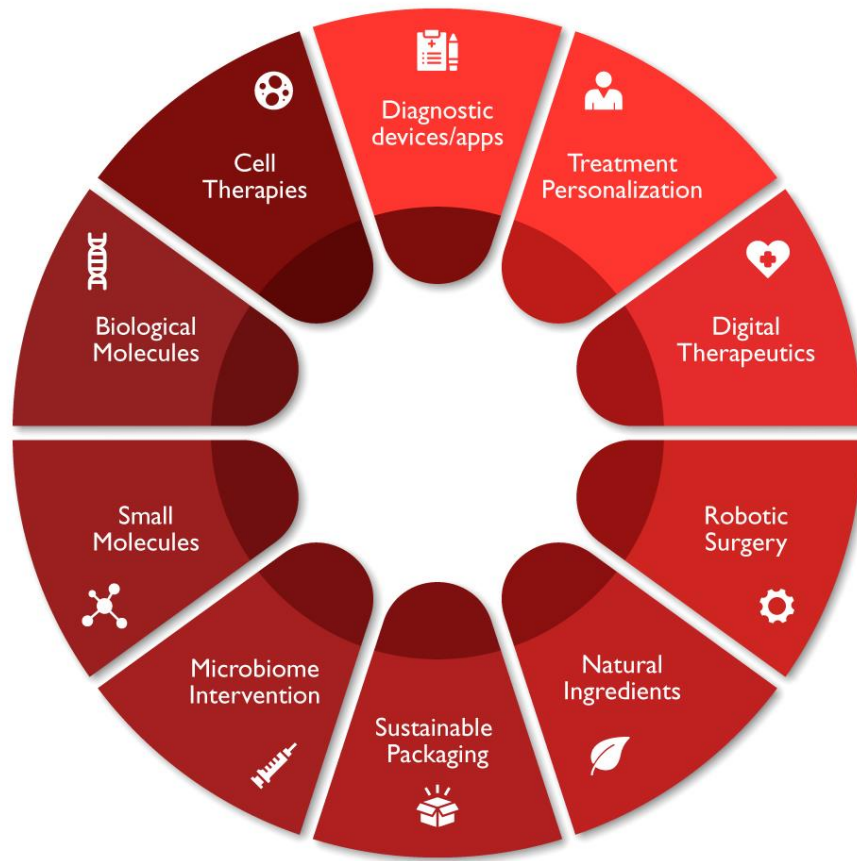 Diagnostic
devices/apps
Treatment
Personalization
Digital
Therapeutics
Robotic
Surgery
Natural
Ingredients
Sustainable
Packaging
Microbiome
Intervention
Small
Molecules
Biological
Molecules
Cell
Therapies